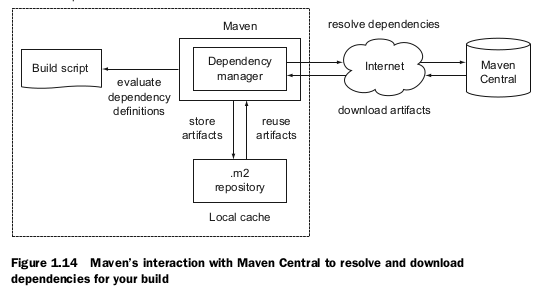 Maven
resolve dependencies
Build script
Dependency
manager
Internet
Maven
Central
evaluate
dependency
definitions
download artifacts
store
artifacts
reuse
artifacts
.m2
repository
Local cache
Figure 1.14 Maven's interaction with Maven Central to resolve and download
dependencies for your build